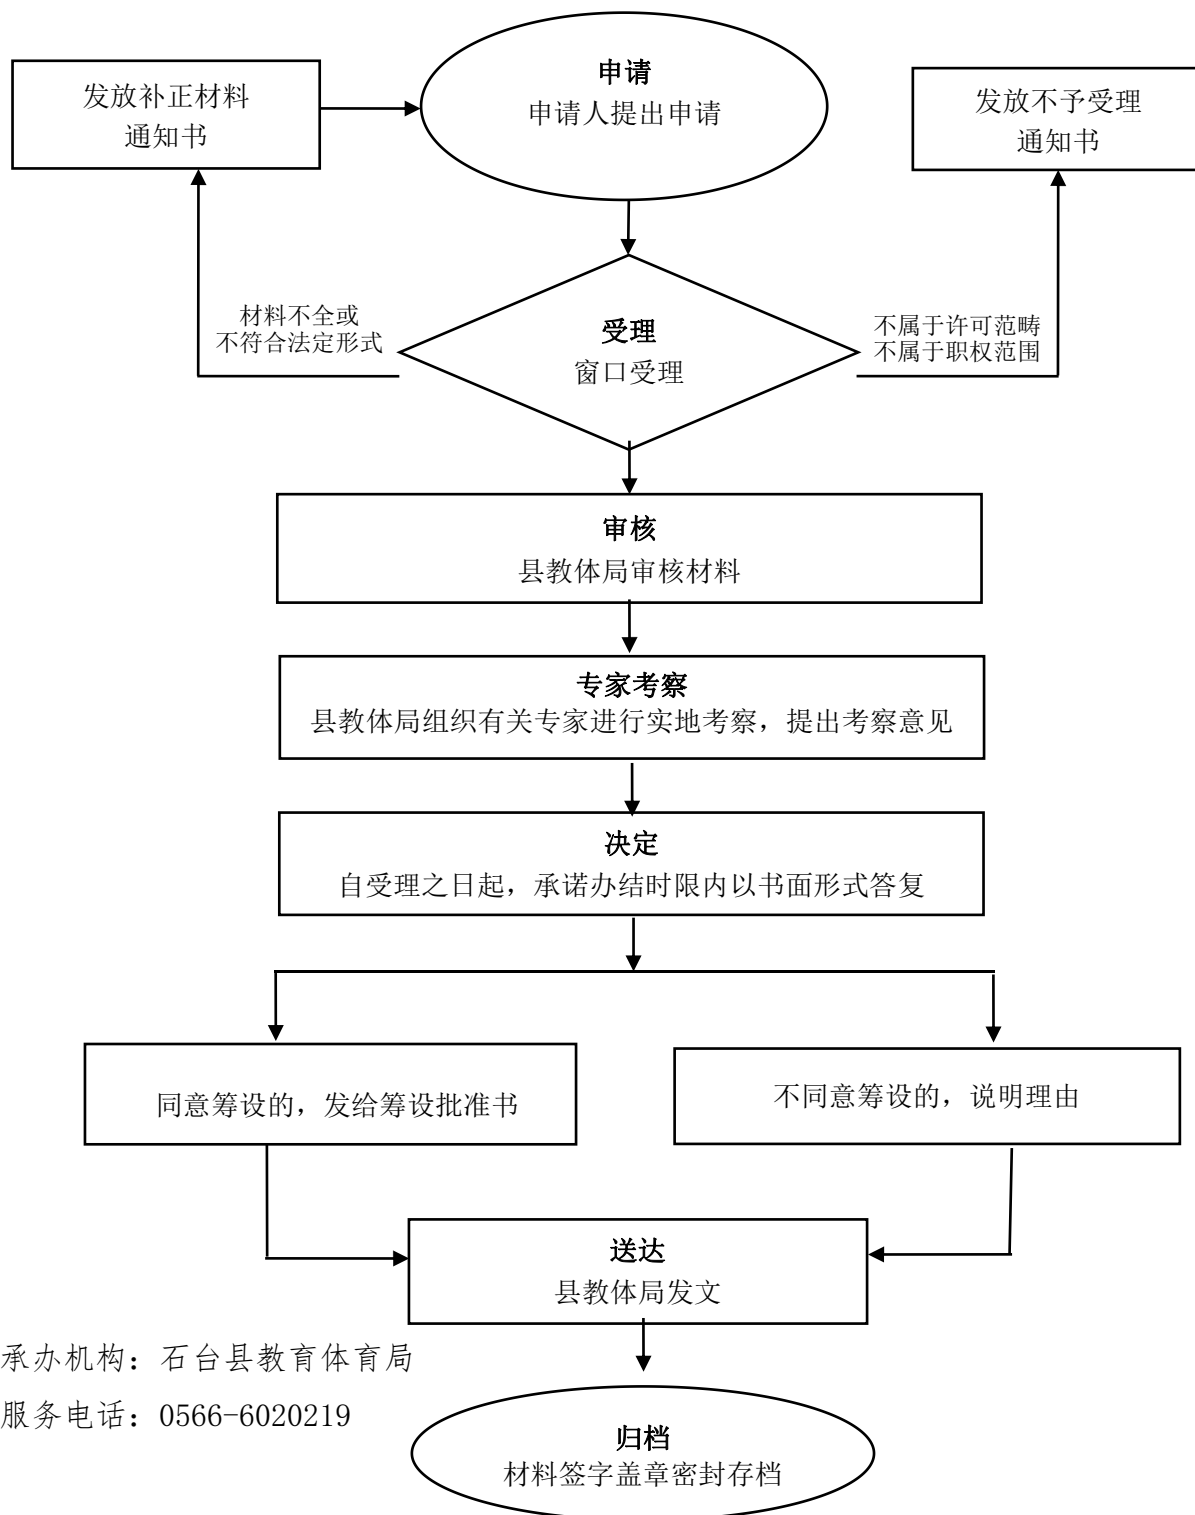 申请
申请人提出申请
发放补正材料
通知书
发放不予受理
通知书
材料不全或
不符合法定形式
受理
窗口受理
不属于许可范畴
不属于职权范围
审核
县教体局审核材料
专家考察
县教体局组织有关专家进行实地考察，提出考察意见
决定
自受理之日起，承诺办结时限内以书面形式答复
同意筹设的，发给筹设批准书
不同意筹设的，说明理由
送达
县教体局发文
承办机构：石台县教育体育局
服务电话：0566-6020219
归档
材料签字盖章密封存档